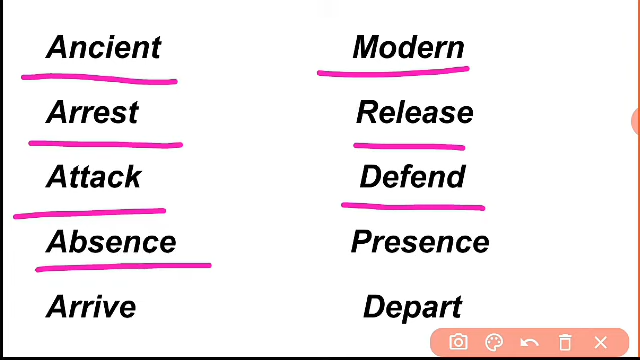 Ancient Modern
Arrest Release
Attack Defend
Absence Presence
Arrive Depart